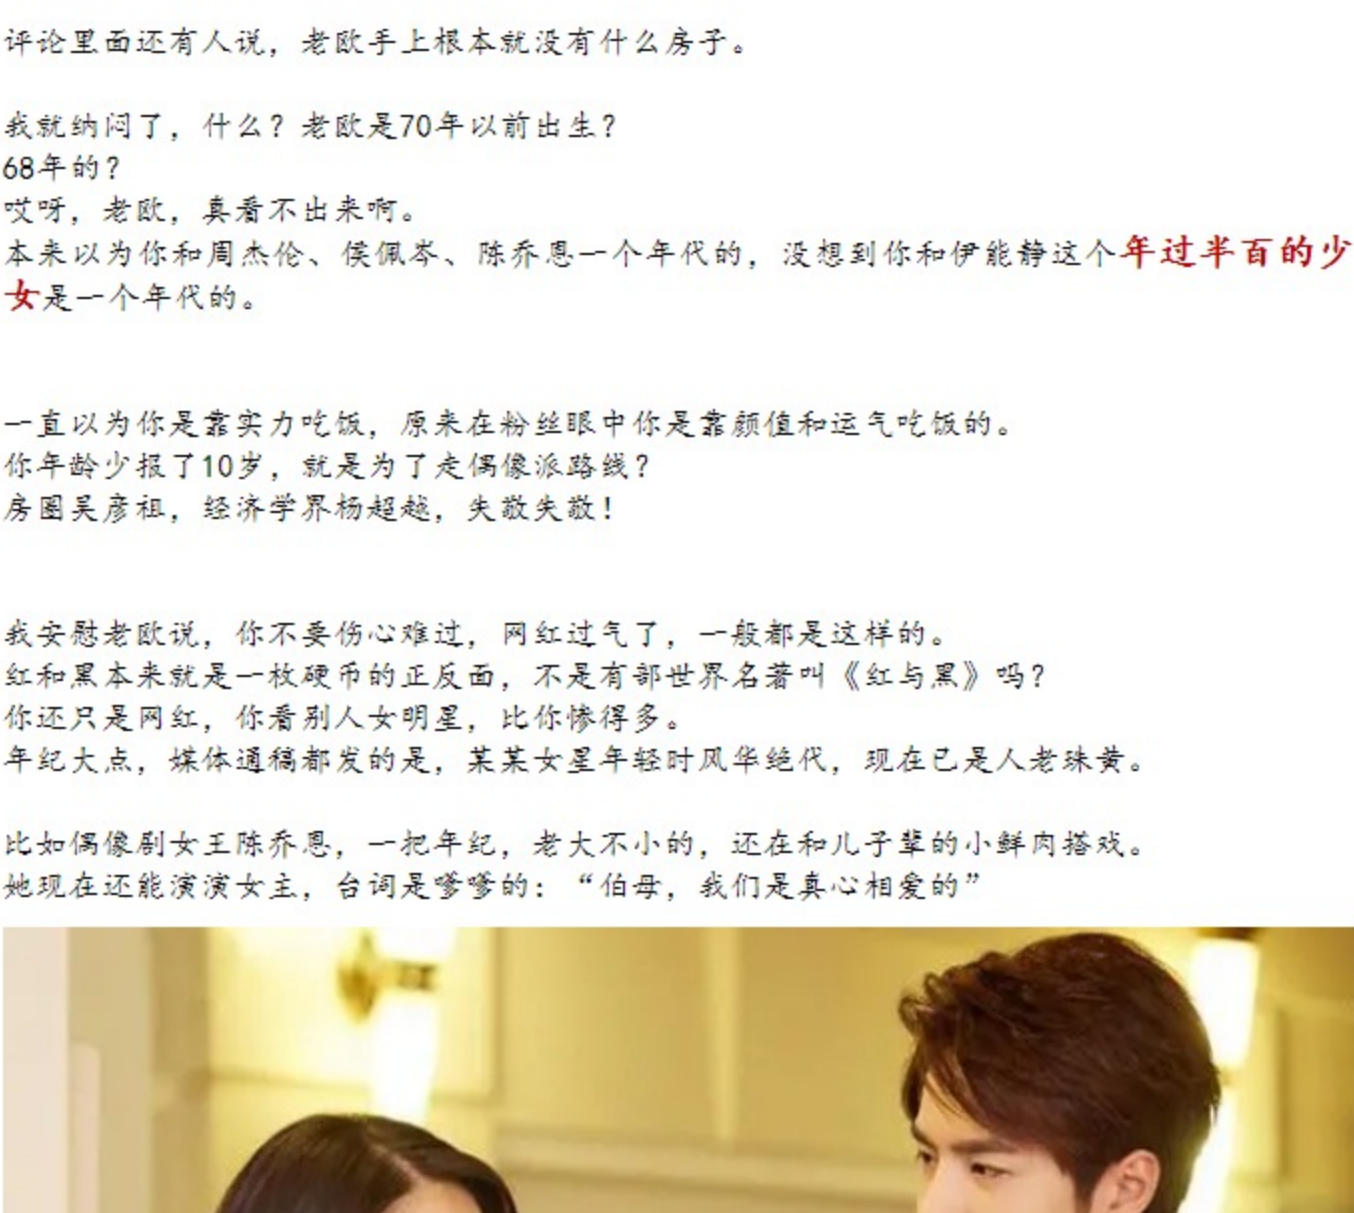 评论里面还有人说，老欧手上根本就没有什么房子。
我就纳闷了，什么？老欧是70年以前出生？
68年的？
哎呀，老欧，真看不出来啊。
本来以为你和周杰伦、侯佩岑、陈乔恩一个年代的，没想到你和伊能静这个年过半百的少
女是一个年代的。
一直以为你是靠实力吃饭，原来在粉丝眼中你是靠颜值和运气吃饭的。
你年龄少报了10岁，就是为了走偶像派路线？
房圈吴彦祖，经济学界杨超越，失敬失敬！
我安慰老欧说，你不要伤心难过，网红过气了，一般都是这样的。
红和黑本来就是一枚硬币的正反面，不是有部世界名著叫《红与黑》吗？
你还只是网红，你看别人女明星，比你惨得多。
年纪大点，媒体通稿都发的是，某某女星年轻时风华绝代，现在已是人老珠黄。
比如偶像剧女王陈乔恩，一把年纪，老大不小的，还在和儿子辈的小鲜肉搭戏。
她现在还能演演女主，台词是嗲嗲的：“伯母，我们是真心相爱的”